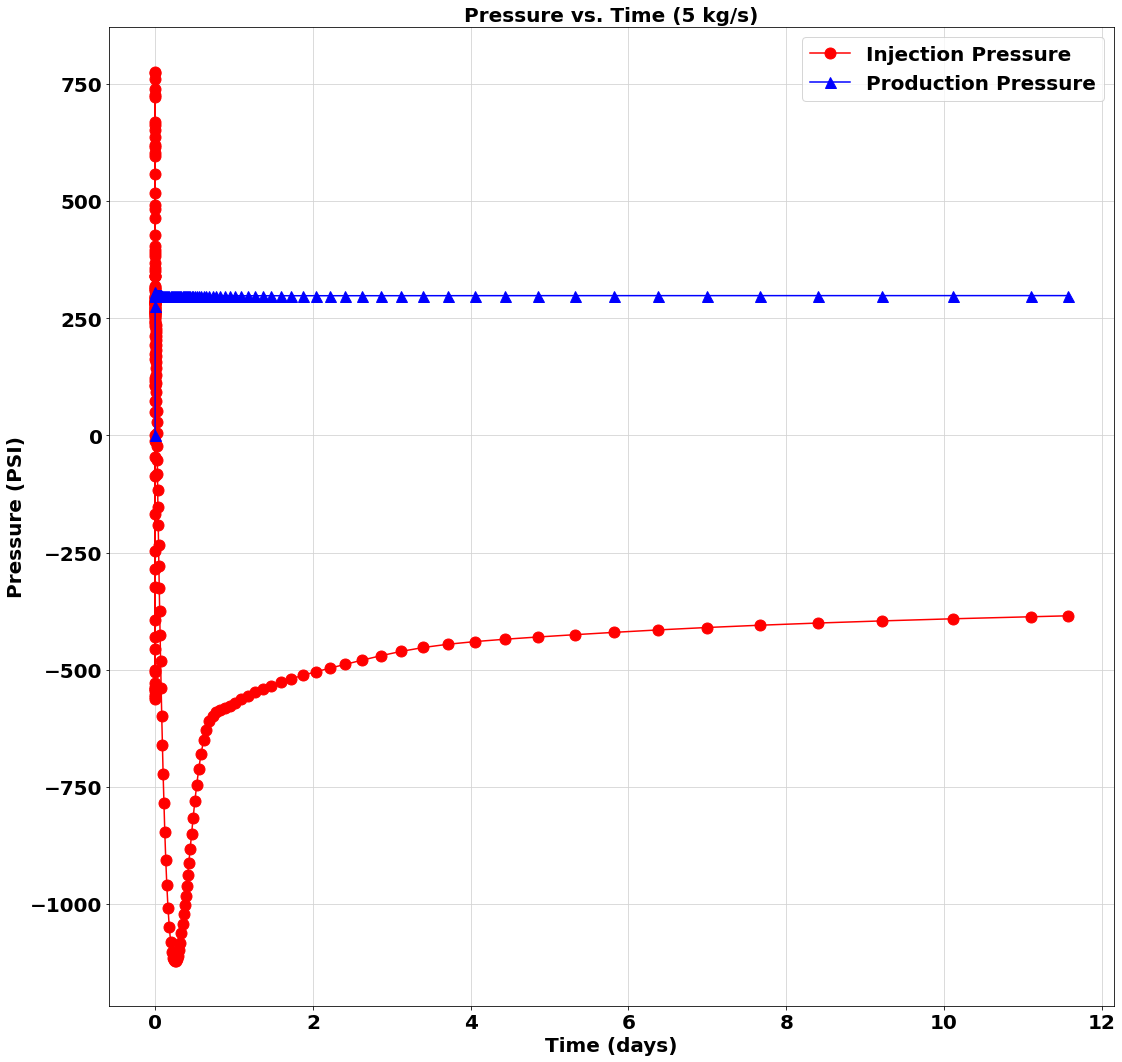 Pressure vs. Time (5 kg/s)
Injection Pressure
Production Pressure
750
500
250
0
−250
−500
−750
−1000
Pressure (PSI)
0 2 4 6 8 10 12
Time (days)